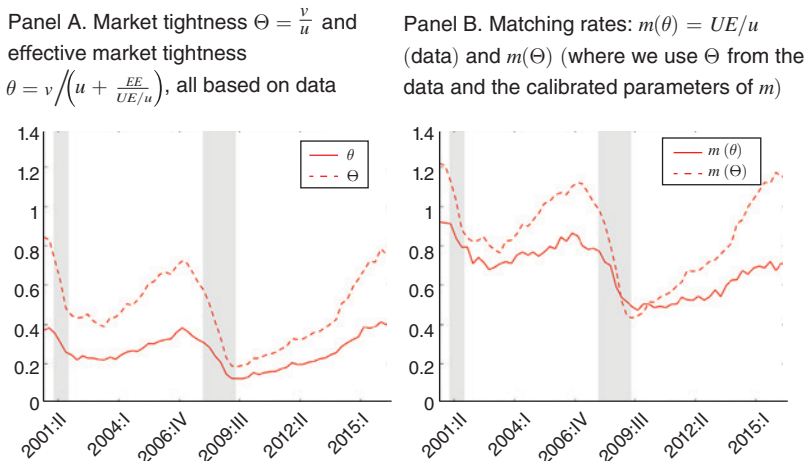 Panel A. Market tightness Θ = v/u and
effective market tightness
θ = v/(u + EE/(UE/u)), all based on data
Panel B. Matching rates: m(θ) = UE/u
(data) and m(Θ) (where we use Θ from the
data and the calibrated parameters of m)
1.4
1.2
1
0.8
0.6
0.4
0.2
0
θ
Θ
2001:II
2004:I
2006:IV
2009:III
2012:II
2015:I
1.4
1.2
1
0.8
0.6
0.4
0.2
0
m (θ)
m (Θ)
2001:II
2004:I
2006:IV
2009:III
2012:II
2015:I